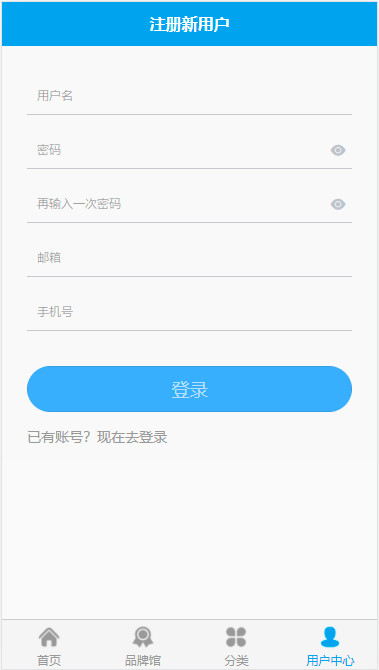 注册新用户
用户名
密码
再输入一次密码
邮箱
手机号
登录
已有账号？现在去登录
首页
品牌馆
分类
用户中心